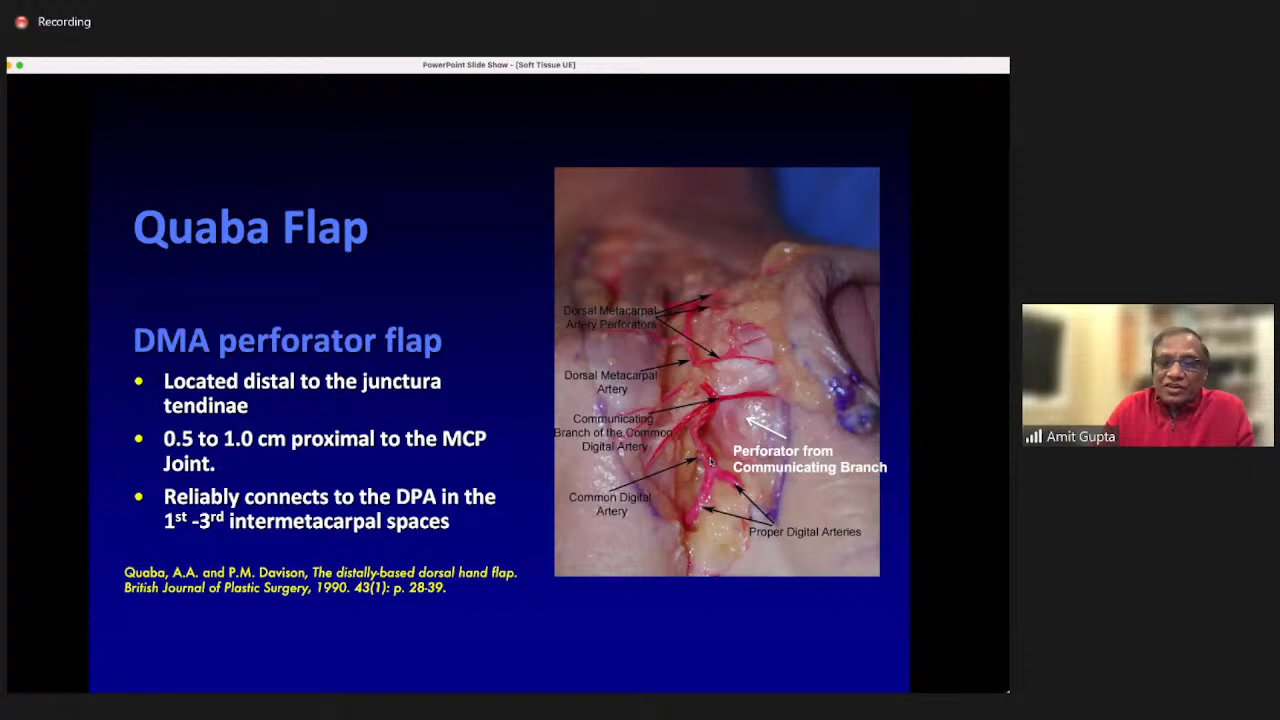 Recording
PowerPoint Slide Show - [Soft Tissue UE]
Quaba Flap
DMA perforator flap
• Located distal to the junctura
tendinae
• 0.5 to 1.0 cm proximal to the MCP
Joint.
• Reliably connects to the DPA in the
1st -3rd intermetacarpal spaces
Quaba, A.A. and P.M. Davison, The distally-based dorsal hand flap.
British Journal of Plastic Surgery, 1990. 43(1): p. 28-39.
Dorsal Metacarpal
Artery Perforators
Dorsal Metacarpal
Artery
Communicating
Branch of the Common
Digital Artery
Perforator from
Communicating Branch
Common Digital
Artery
Proper Digital Arteries
Amit Gupta